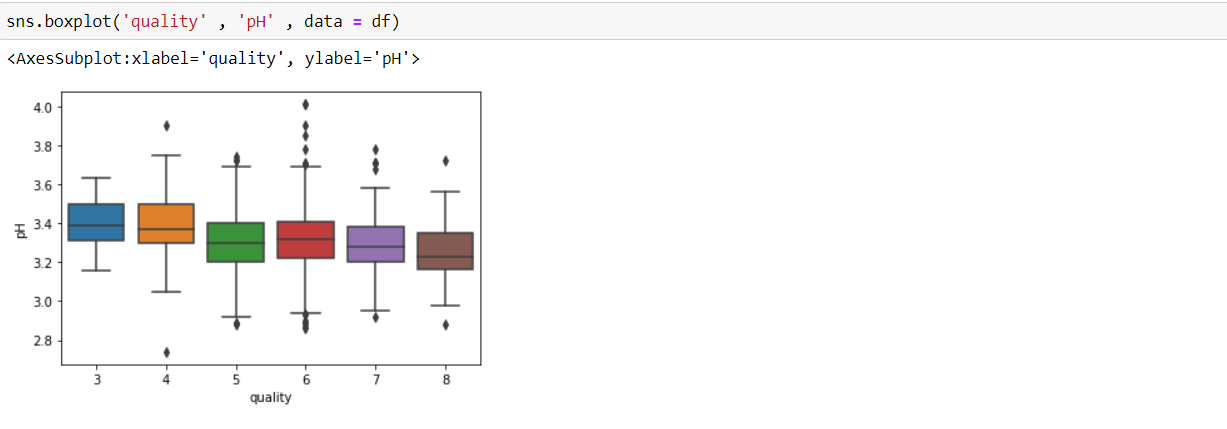 sns.boxplot('quality' , 'pH' , data = df)
<AxesSubplot:xlabel='quality', ylabel='pH'>
4.0
3.8
3.6
3.4
3.2
3.0
2.8
pH
3 4 5 6 7 8
quality